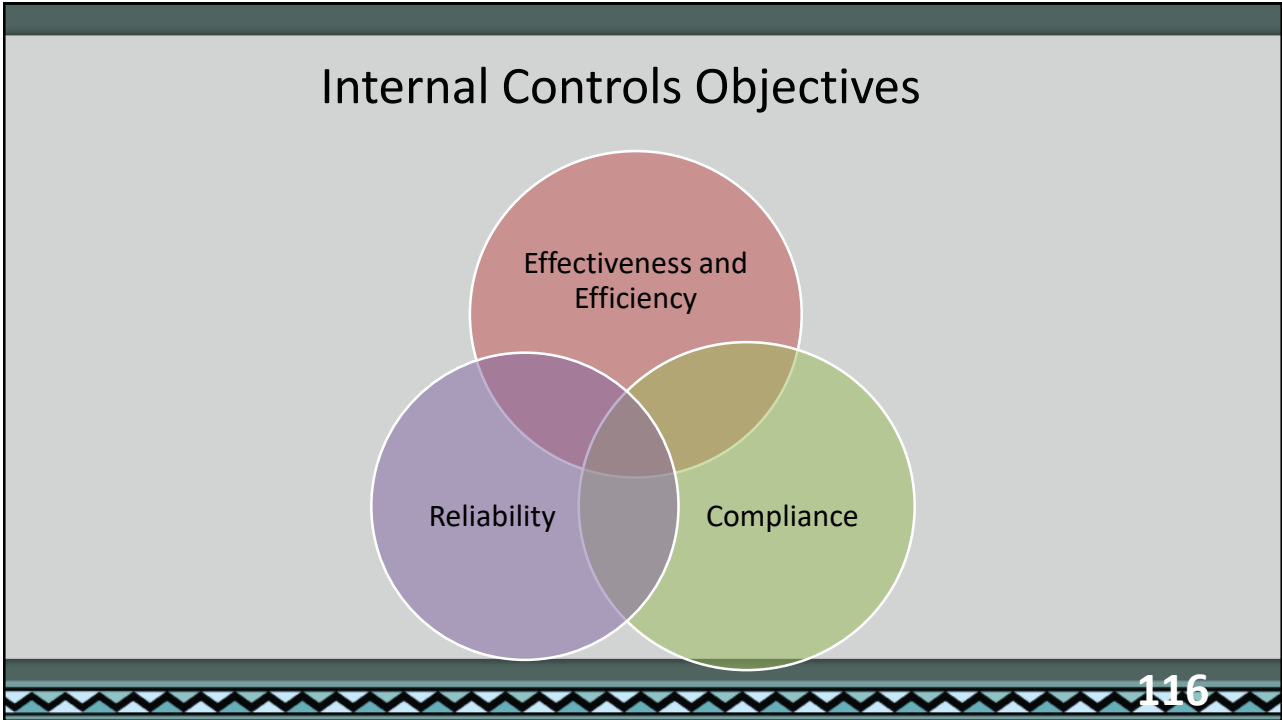 Internal Controls Objectives
Effectiveness and
Efficiency
Reliability
Compliance
116